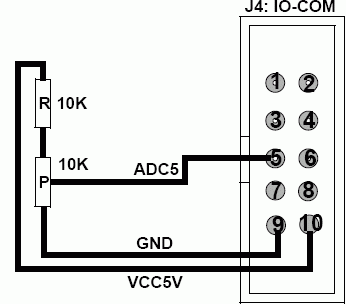 J4: IO-COM
1 2
R 10K
3 4
10K
5 6
P
ADC5
7 8
9 10
GND
VCC5V